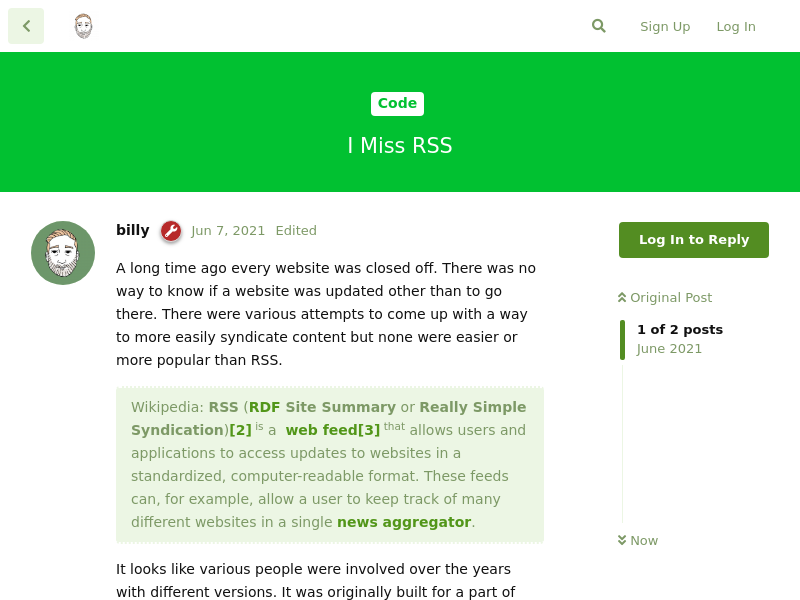 Sign Up Log In
Code
I Miss RSS
billy Jun 7, 2021 Edited
Log In to Reply
A long time ago every website was closed off. There was no
way to know if a website was updated other than to go
there. There were various attempts to come up with a way
to more easily syndicate content but none were easier or
more popular than RSS.
Original Post
1 of 2 posts
June 2021
Now
Wikipedia: RSS (RDF Site Summary or Really Simple
Syndication)[2] is a web feed[3] that allows users and
applications to access updates to websites in a
standardized, computer-readable format. These feeds
can, for example, allow a user to keep track of many
different websites in a single news aggregator.
It looks like various people were involved over the years
with different versions. It was originally built for a part of